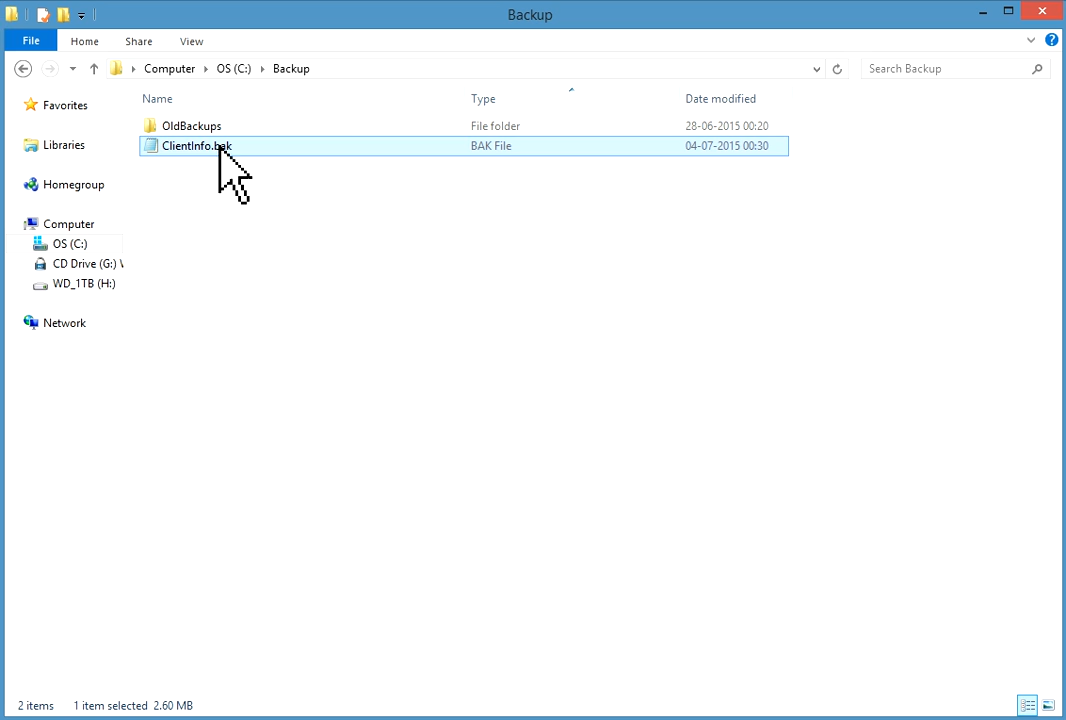 Backup
File Home Share View
Computer OS (C:) Backup Search Backup
Name Type Date modified
Favorites
OldBackups File folder 28-06-2015 00:20
ClientInfo.bak BAK File 04-07-2015 00:30
Libraries
Homegroup
Computer
OS (C:)
CD Drive (G:)
WD_1TB (H:)
Network
2 items 1 item selected 2.60 MB